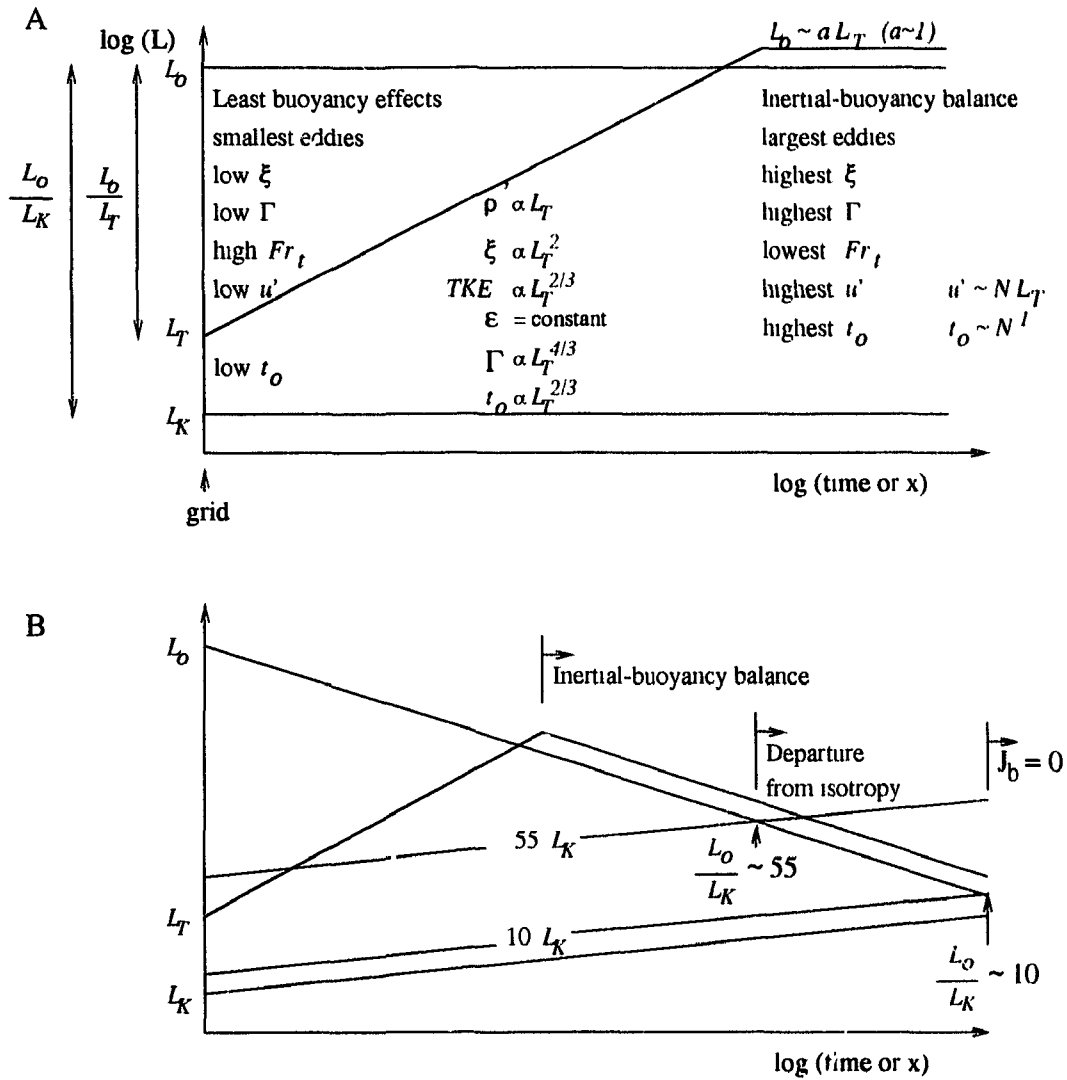 A
log (L)
L_o ~ a L_T (a~1)
L_o
Least buoyancy effects
Inertial-buoyancy balance
smallest eddies
largest eddies
L_o / L_K
L_o / L_T
low ξ
ρ' α L_T
highest ξ
low Γ
ξ α L_T^2
highest Γ
high Fr_t
TKE α L_T^2/3
lowest Fr_t
low u'
ε = constant
highest u' u' ~ N L_T
L_T
highest t_o t_o ~ N^1
low t_o
Γ α L_T^4/3
t_o α L_T^2/3
L_K
log (time or x)
grid
B
L_o
Inertial-buoyancy balance
Departure
from isotropy
J_b = 0
55 L_K
L_o / L_K ~ 55
L_T
10 L_K
L_o / L_K ~ 10
L_K
log (time or x)